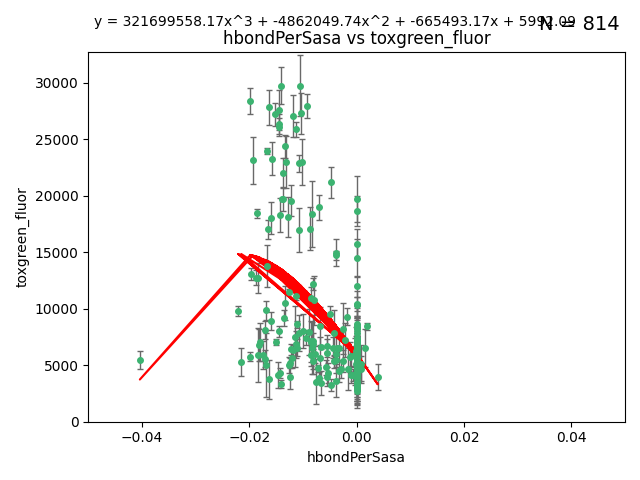 y = 321699558.17x^3 + -4862049.74x^2 + -665493.17x + 5992.09
N = 814
hbondPerSasa vs toxgreen_fluor
30000
25000
20000
15000
10000
5000
0
toxgreen_fluor
−0.04
−0.02
0.00
0.02
0.04
hbondPerSasa